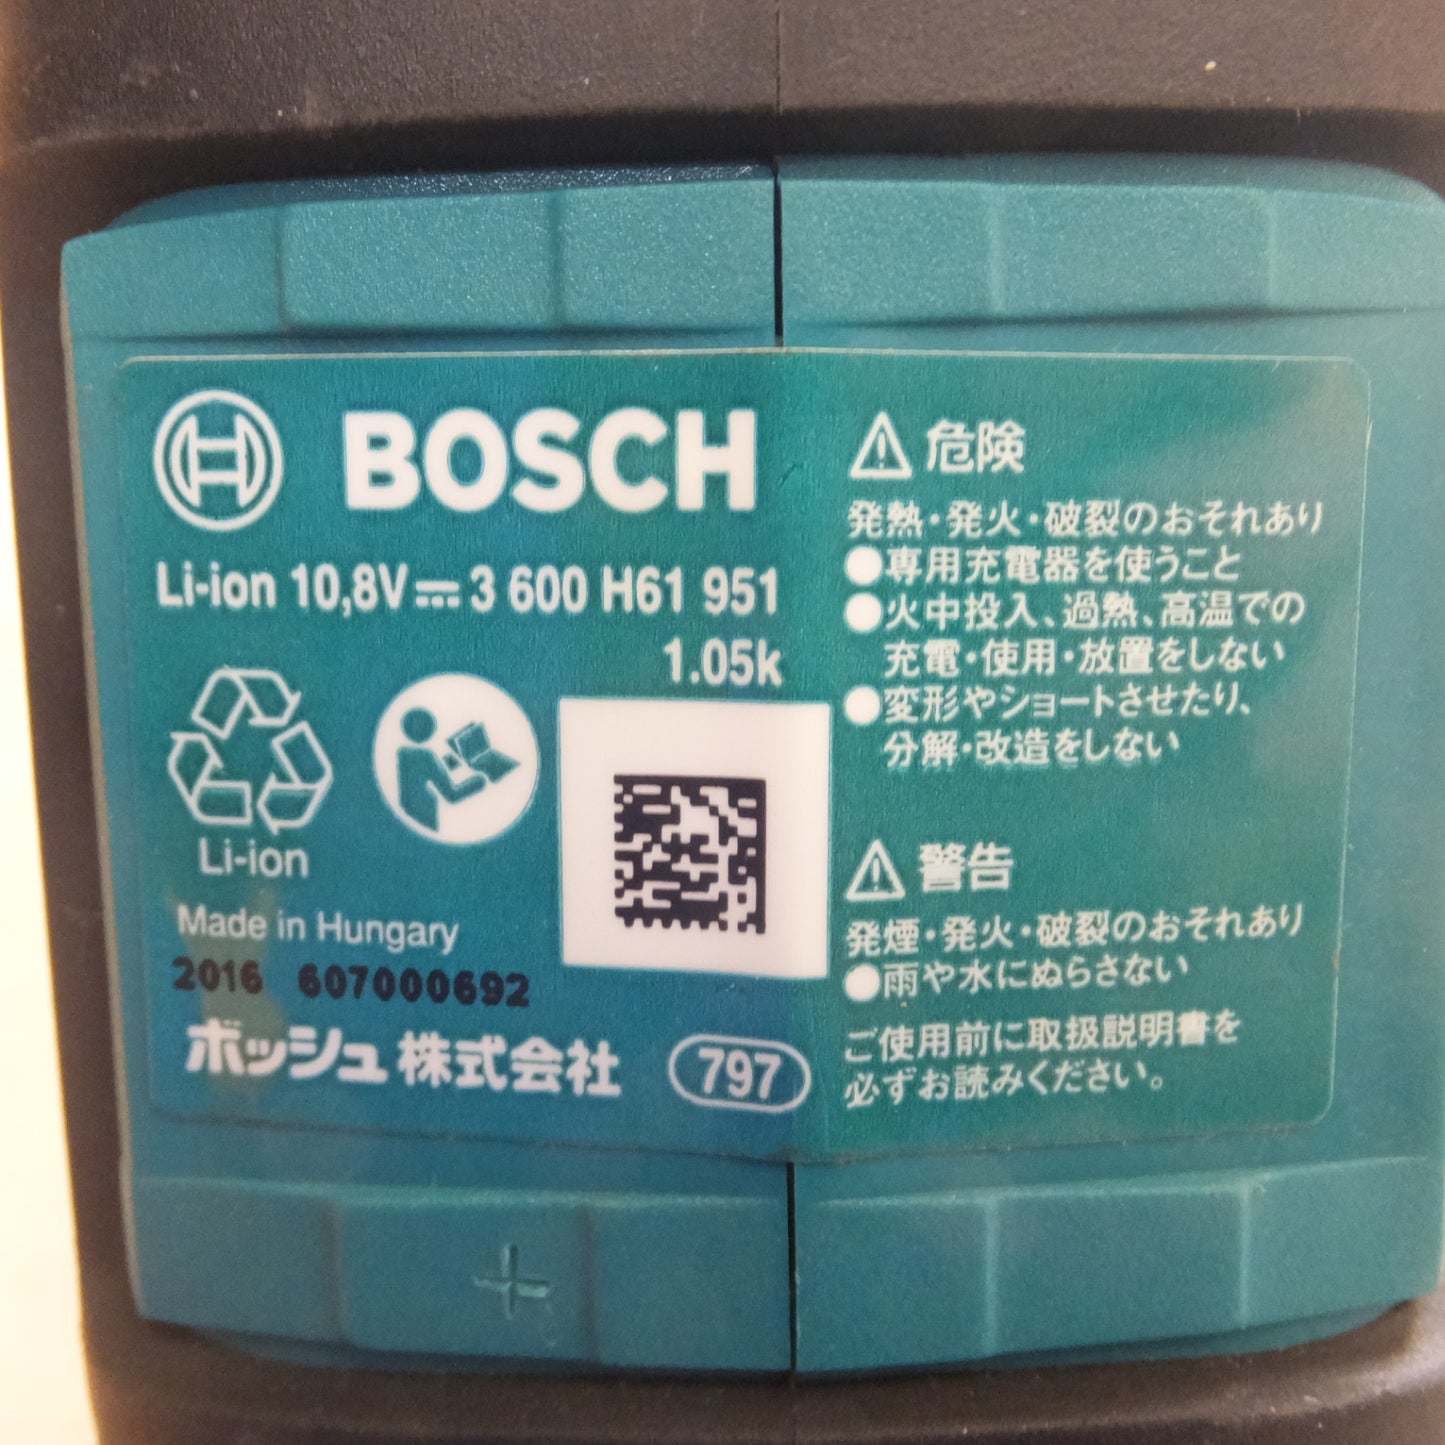 BOSCH
Li-ion 10,8V⎓ 3 600 H61 951
1.05k
Li-ion
Made in Hungary
2016 607000692
ボッシュ株式会社 797
⚠ 危険
発熱・発火・破裂のおそれあり
●専用充電器を使うこと
●火中投入、過熱、高温での
充電・使用・放置をしない
●変形やショートさせたり、
分解・改造をしない
⚠ 警告
発煙・発火・破裂のおそれあり
●雨や水にぬらさない
ご使用前に取扱説明書を
必ずお読みください。